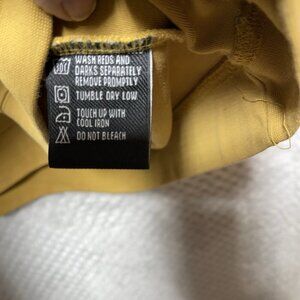 WASH REDS AND
DARKS SEPARATELY
REMOVE PROMPTLY
TUMBLE DRY LOW
TOUCH UP WITH
COOL IRON
DO NOT BLEACH